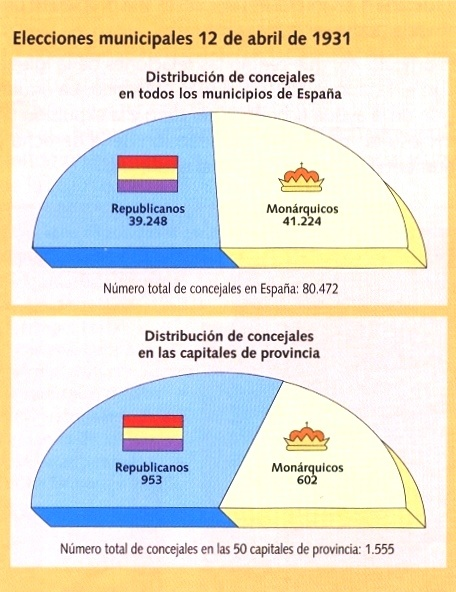 Elecciones municipales 12 de abril de 1931
Distribución de concejales
en todos los municipios de España
Republicanos
39.248
Monárquicos
41.224
Número total de concejales en España: 80.472
Distribución de concejales
en las capitales de provincia
Republicanos
953
Monárquicos
602
Número total de concejales en las 50 capitales de provincia: 1.555